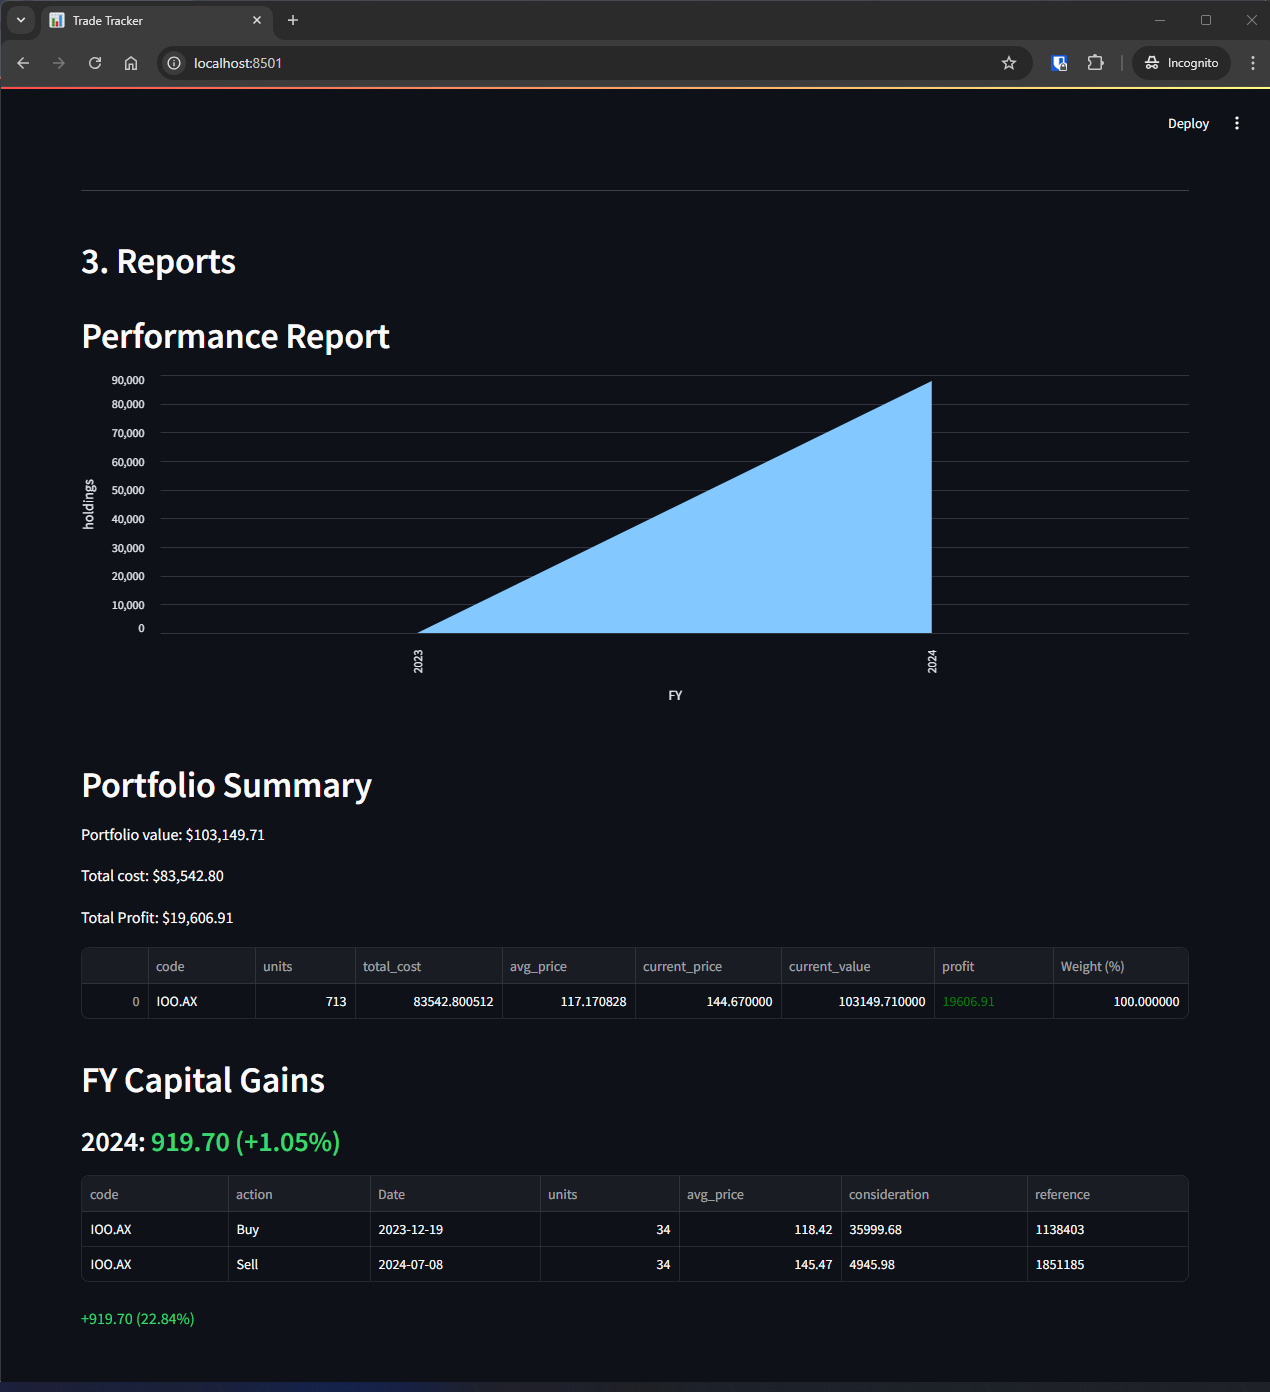 Trade Tracker
localhost:8501
Incognito
Deploy
3. Reports
Performance Report
90,000
80,000
70,000
60,000
50,000
40,000
30,000
20,000
10,000
0
holdings
2023
2024
FY
Portfolio Summary
Portfolio value: $103,149.71
Total cost: $83,542.80
Total Profit: $19,606.91
code units total_cost avg_price current_price current_value profit Weight (%)
0 IOO.AX 713 83542.800512 117.170828 144.670000 103149.710000 19606.91 100.000000
FY Capital Gains
2024: 919.70 (+1.05%)
code action Date units avg_price consideration reference
IOO.AX Buy 2023-12-19 34 118.42 35999.68 1138403
IOO.AX Sell 2024-07-08 34 145.47 4945.98 1851185
+919.70 (22.84%)